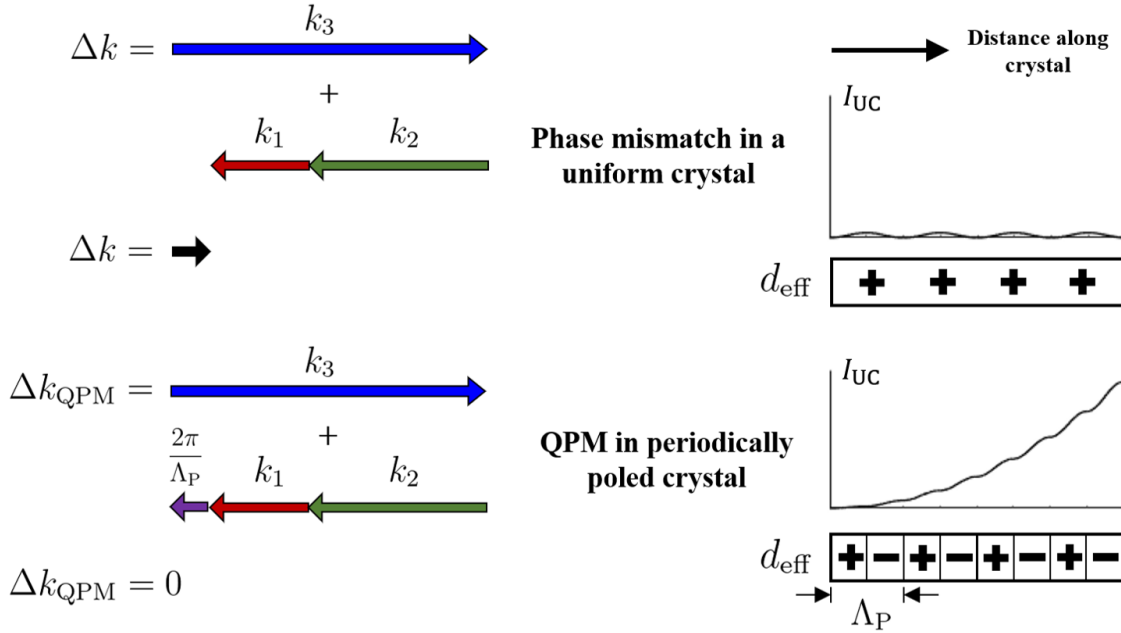 Δk =
k₃
+
k₁
k₂
Δk =
Phase mismatch in a
uniform crystal
Distance along
crystal
I_UC
d_eff
+ + + +
Δk_QPM =
k₃
+
2π
Λ_P
k₁
k₂
Δk_QPM = 0
QPM in periodically
poled crystal
I_UC
d_eff
+ − + − + − + −
Λ_P